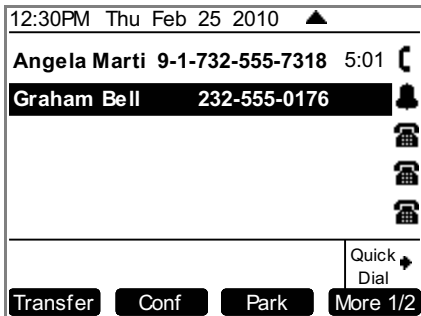 12:30PM Thu Feb 25 2010
Angela Marti 9-1-732-555-7318 5:01
Graham Bell 232-555-0176
Quick
Dial
Transfer Conf Park More 1/2